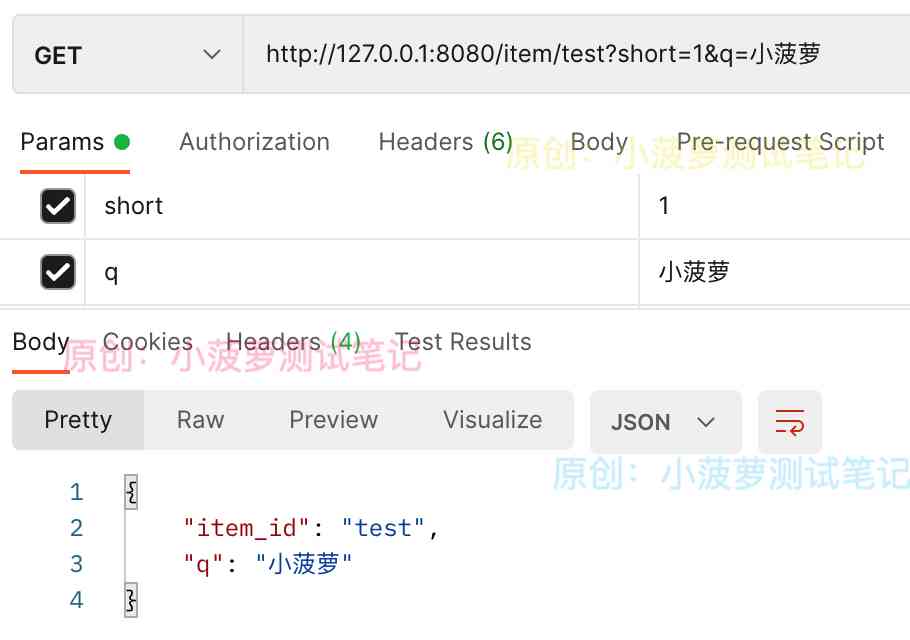 GET http://127.0.0.1:8080/item/test?short=1&q=小菠萝
Params Authorization Headers (6) Body Pre-request Script
原创：小菠萝测试笔记
short 1
q 小菠萝
Body Cookies Headers (4) Test Results
原创：小菠萝测试笔记
Pretty Raw Preview Visualize JSON
原创：小菠萝测试笔记
1 {
2 "item_id": "test",
3 "q": "小菠萝"
4 }